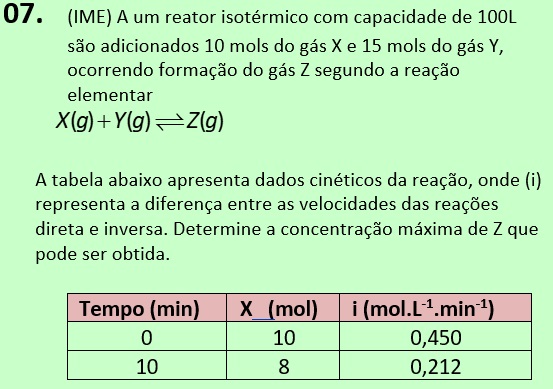 07. (IME) A um reator isotérmico com capacidade de 100L
são adicionados 10 mols do gás X e 15 mols do gás Y,
ocorrendo formação do gás Z segundo a reação
elementar
X(g)+Y(g)⇌Z(g)
A tabela abaixo apresenta dados cinéticos da reação, onde (i)
representa a diferença entre as velocidades das reações
direta e inversa. Determine a concentração máxima de Z que
pode ser obtida.
Tempo (min) X_(mol) i (mol.L⁻¹.min⁻¹)
0 10 0,450
10 8 0,212